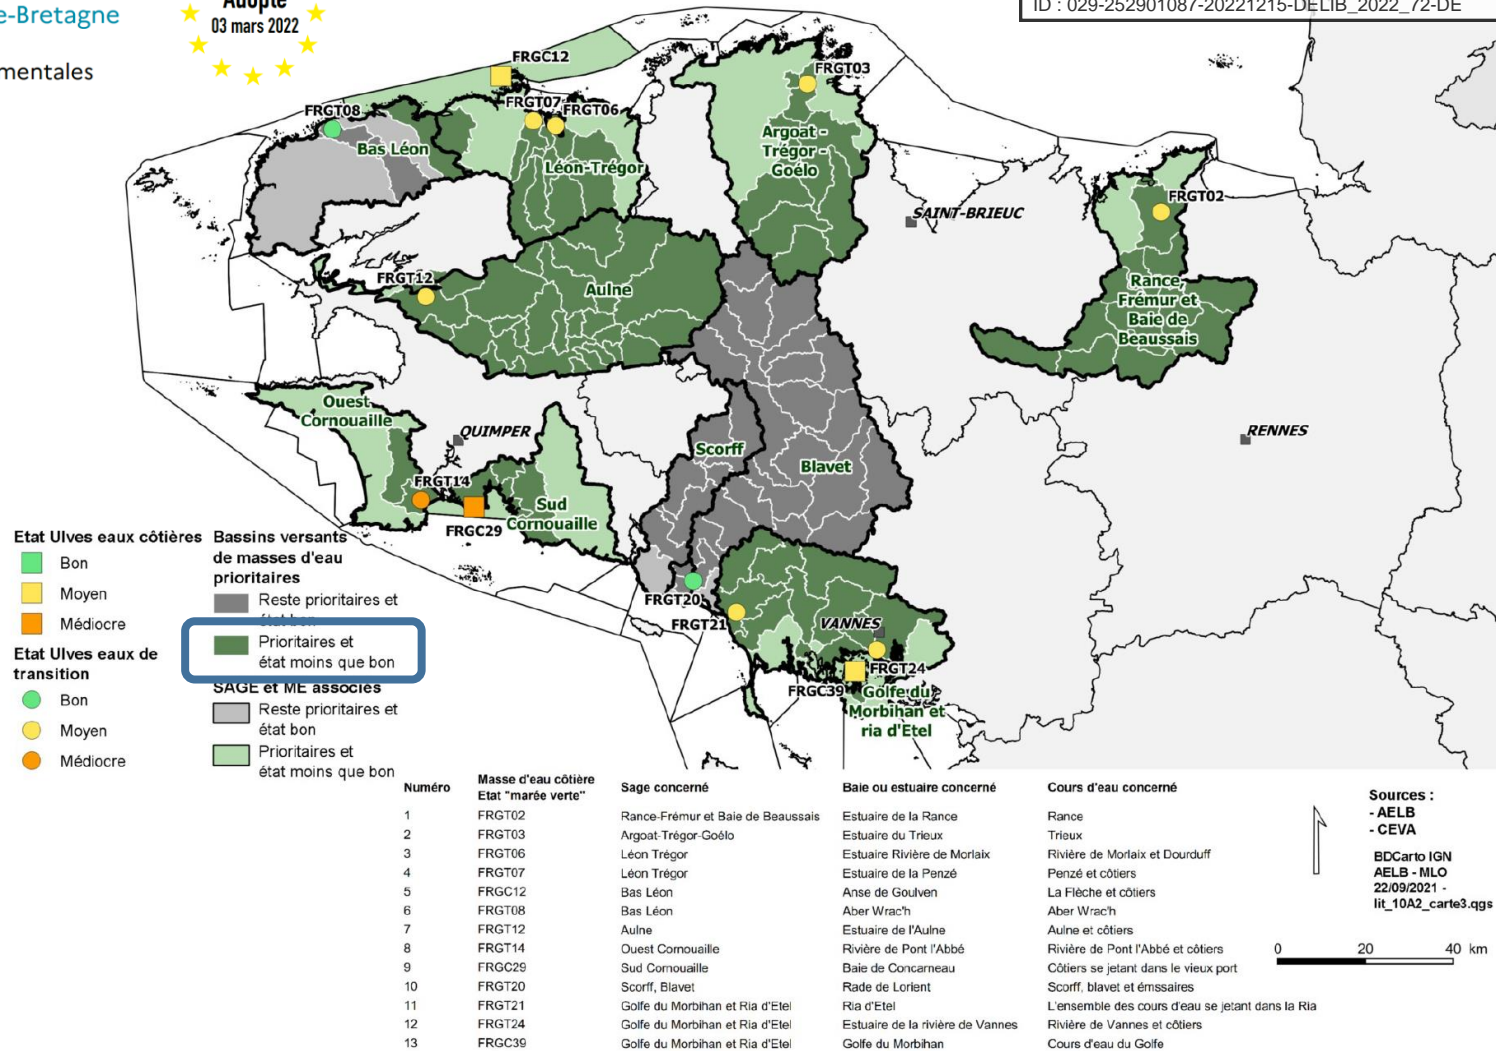 e-Bretagne
mentales
Adopté
03 mars 2022
ID : 029-252901087-20221215-DELIB_2022_72-DE
FRGC12
FRGT03
FRGT08
FRGT07
FRGT06
Bas Léon
Léon-Trégor
Argoat -
Trégor -
Goélo
FRGT02
SAINT-BRIEUC
FRGT12
Aulne
Rance,
Frémur et
Baie de
Beaussais
Ouest
Cornouaille
QUIMPER
RENNES
Scorff
Blavet
FRGT14
Sud
Cornouaille
FRGC29
FRGT20
FRGT21
VANNES
FRGT24
FRGC39
Golfe du
Morbihan et
ria d'Etel
Etat Ulves eaux côtières
Bon
Moyen
Médiocre
Etat Ulves eaux de
transition
Bon
Moyen
Médiocre
Bassins versants
de masses d'eau
prioritaires
Reste prioritaires et
état bon
Prioritaires et
état moins que bon
SAGE et ME associés
Reste prioritaires et
état bon
Prioritaires et
état moins que bon
Numéro Masse d'eau côtière Etat "marée verte" Sage concerné Baie ou estuaire concerné Cours d'eau concerné
1 FRGT02 Rance-Frémur et Baie de Beaussais Estuaire de la Rance Rance
2 FRGT03 Argoat-Trégor-Goélo Estuaire du Trieux Trieux
3 FRGT06 Léon Trégor Estuaire Rivière de Morlaix Rivière de Morlaix et Dourduff
4 FRGT07 Léon Trégor Estuaire de la Penzé Penzé et côtiers
5 FRGC12 Bas Léon Anse de Goulven La Flèche et côtiers
6 FRGT08 Bas Léon Aber Wrac'h Aber Wrac'h
7 FRGT12 Aulne Estuaire de l'Aulne Aulne et côtiers
8 FRGT14 Ouest Cornouaille Rivière de Pont l'Abbé Rivière de Pont l'Abbé et côtiers
9 FRGC29 Sud Cornouaille Baie de Concarneau Côtiers se jetant dans le vieux port
10 FRGT20 Scorff, Blavet Rade de Lorient Scorff, blavet et émssaires
11 FRGT21 Golfe du Morbihan et Ria d'Etel Ria d'Etel L'ensemble des cours d'eau se jetant dans la Ria
12 FRGT24 Golfe du Morbihan et Ria d'Etel Estuaire de la rivière de Vannes Rivière de Vannes et côtiers
13 FRGC39 Golfe du Morbihan et Ria d'Etel Golfe du Morbihan Cours d'eau du Golfe
Sources :
- AELB
- CEVA
BDCarto IGN
AELB - MLO
22/09/2021 -
lit_10A2_carte3.qgs
0 20 40 km